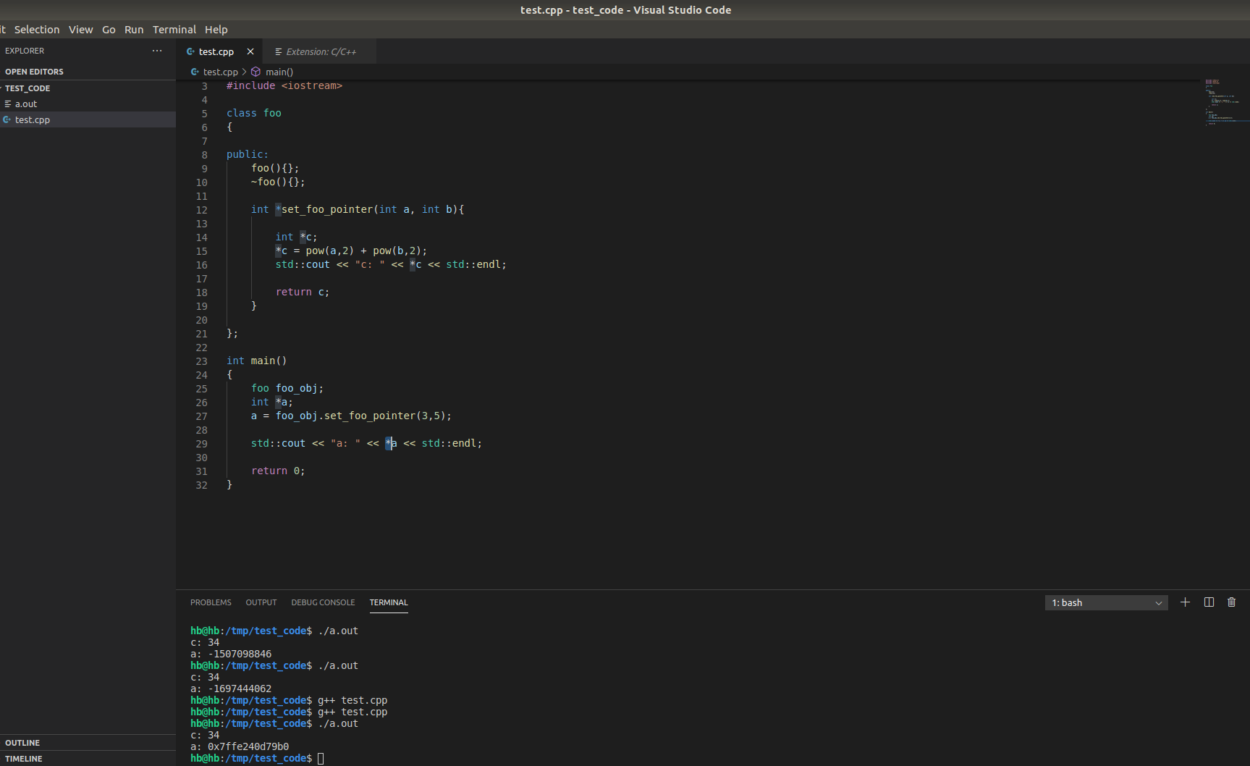 test.cpp - test_code - Visual Studio Code
it Selection View Go Run Terminal Help
EXPLORER ...
test.cpp
Extension: C/C++
OPEN EDITORS
TEST_CODE
a.out
test.cpp
test.cpp > main()
3 #include <iostream>
4
5 class foo
6 {
7
8 public:
9 foo(){};
10 ~foo(){};
11
12 int *set_foo_pointer(int a, int b){
13
14 int *c;
15 *c = pow(a,2) + pow(b,2);
16 std::cout << "c: " << *c << std::endl;
17
18 return c;
19 }
20
21 };
22
23 int main()
24 {
25 foo foo_obj;
26 int *a;
27 a = foo_obj.set_foo_pointer(3,5);
28
29 std::cout << "a: " << *a << std::endl;
30
31 return 0;
32 }
PROBLEMS OUTPUT DEBUG CONSOLE TERMINAL
1: bash
hb@hb:/tmp/test_code$ ./a.out
c: 34
a: -1507098846
hb@hb:/tmp/test_code$ ./a.out
c: 34
a: -1697444062
hb@hb:/tmp/test_code$ g++ test.cpp
hb@hb:/tmp/test_code$ g++ test.cpp
hb@hb:/tmp/test_code$ ./a.out
c: 34
a: 0x7ffe240d79b0
hb@hb:/tmp/test_code$
OUTLINE
TIMELINE